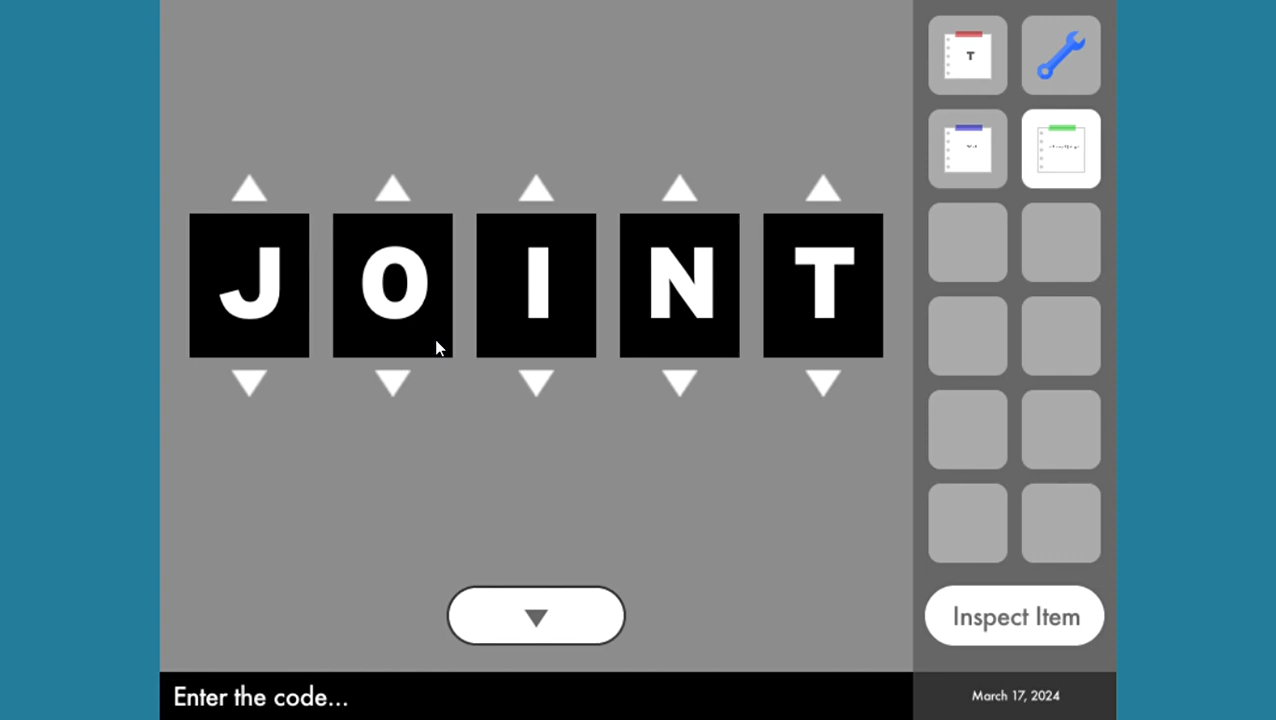 T
J O I N T
Inspect Item
Enter the code...
March 17, 2024